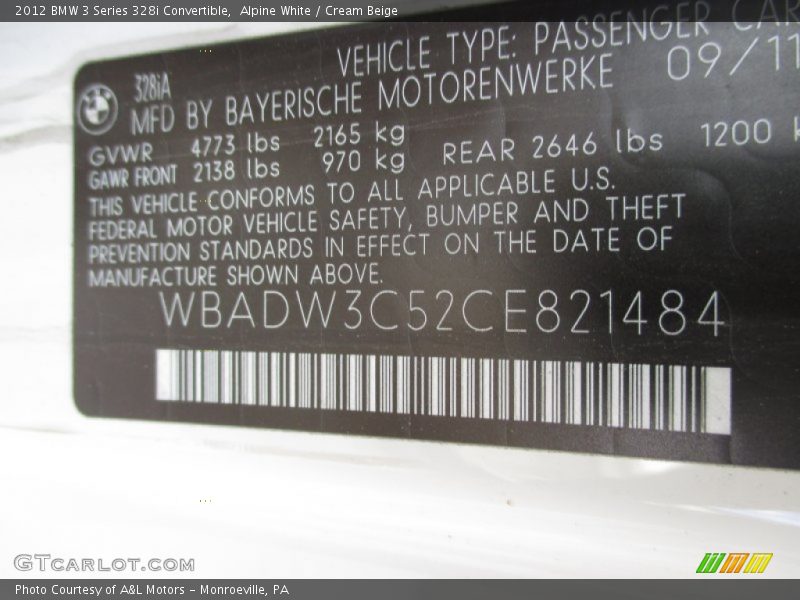 2012 BMW 3 Series 328i Convertible, Alpine White / Cream Beige
VEHICLE TYPE: PASSENGER CAR
328iA
MFD BY BAYERISCHE MOTORENWERKE 09/11
GVWR 4773 lbs 2165 kg
GAWR FRONT 2138 lbs 970 kg REAR 2646 lbs 1200 k
THIS VEHICLE CONFORMS TO ALL APPLICABLE U.S.
FEDERAL MOTOR VEHICLE SAFETY, BUMPER AND THEFT
PREVENTION STANDARDS IN EFFECT ON THE DATE OF
MANUFACTURE SHOWN ABOVE.
WBADW3C52CE821484
GTCARLOT.COM
Photo Courtesy of A&L Motors – Monroeville, PA